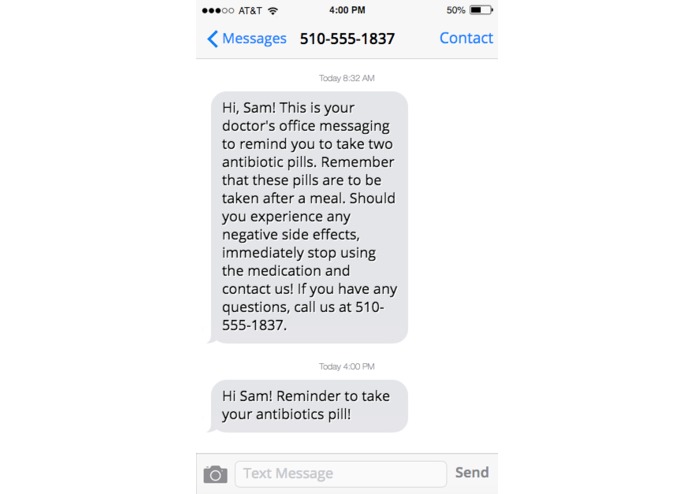 AT&T 4:00 PM 50%
Messages 510-555-1837 Contact
Today 8:32 AM
Hi, Sam! This is your
doctor's office messaging
to remind you to take two
antibiotic pills. Remember
that these pills are to be
taken after a meal. Should
you experience any
negative side effects,
immediately stop using
the medication and
contact us! If you have any
questions, call us at 510-
555-1837.
Today 4:00 PM
Hi Sam! Reminder to take
your antibiotics pill!
Text Message Send